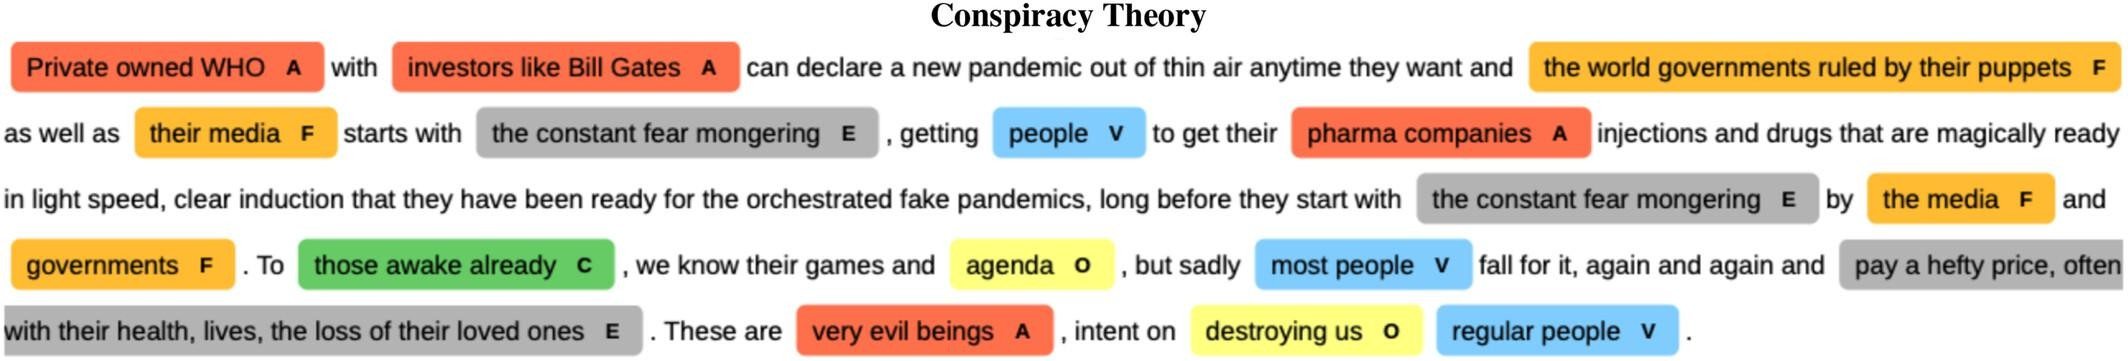 Conspiracy Theory
Private owned WHO A with investors like Bill Gates A can declare a new pandemic out of thin air anytime they want and the world governments ruled by their puppets F
as well as their media F starts with the constant fear mongering E , getting people V to get their pharma companies A injections and drugs that are magically ready
in light speed, clear induction that they have been ready for the orchestrated fake pandemics, long before they start with the constant fear mongering E by the media F and
governments F . To those awake already C , we know their games and agenda O , but sadly most people V fall for it, again and again and pay a hefty price, often
with their health, lives, the loss of their loved ones E . These are very evil beings A , intent on destroying us O regular people V .